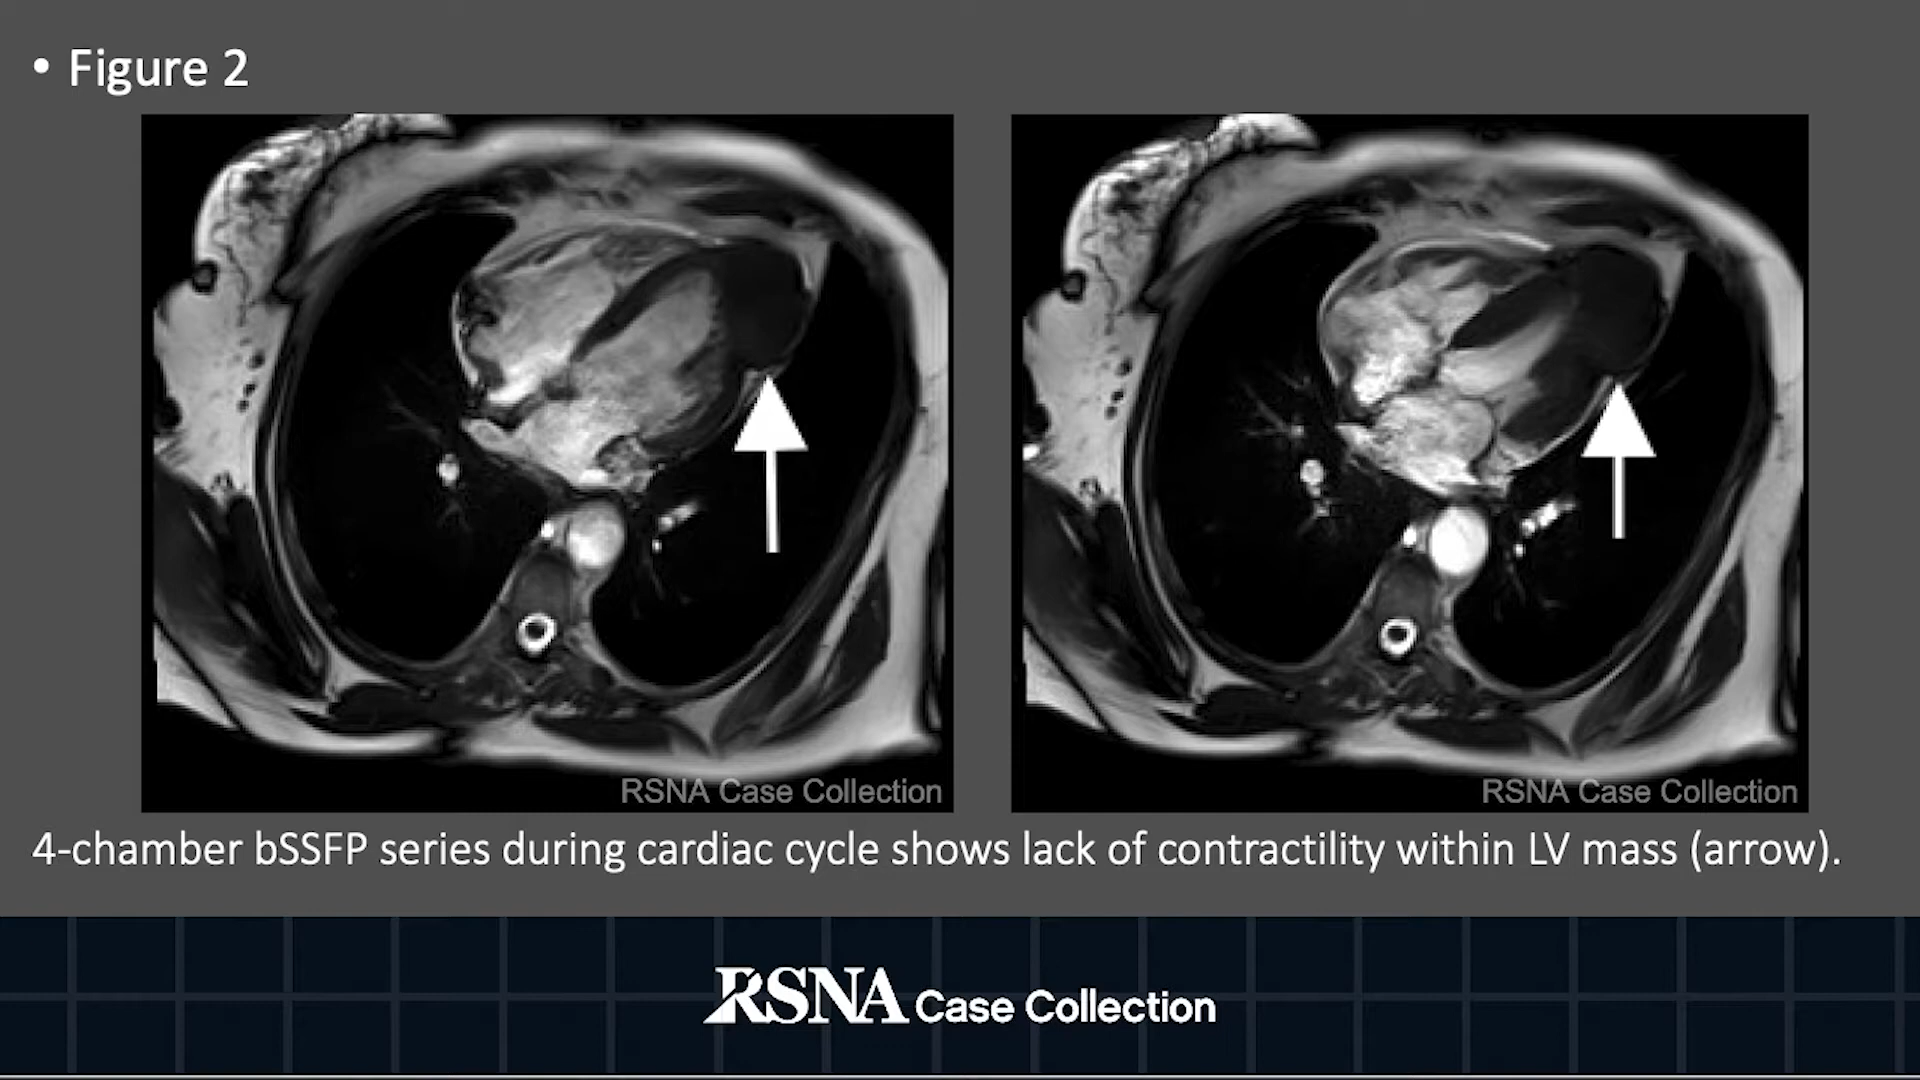 • Figure 2
RSNA Case Collection
RSNA Case Collection
4-chamber bSSFP series during cardiac cycle shows lack of contractility within LV mass (arrow).
RSNA Case Collection